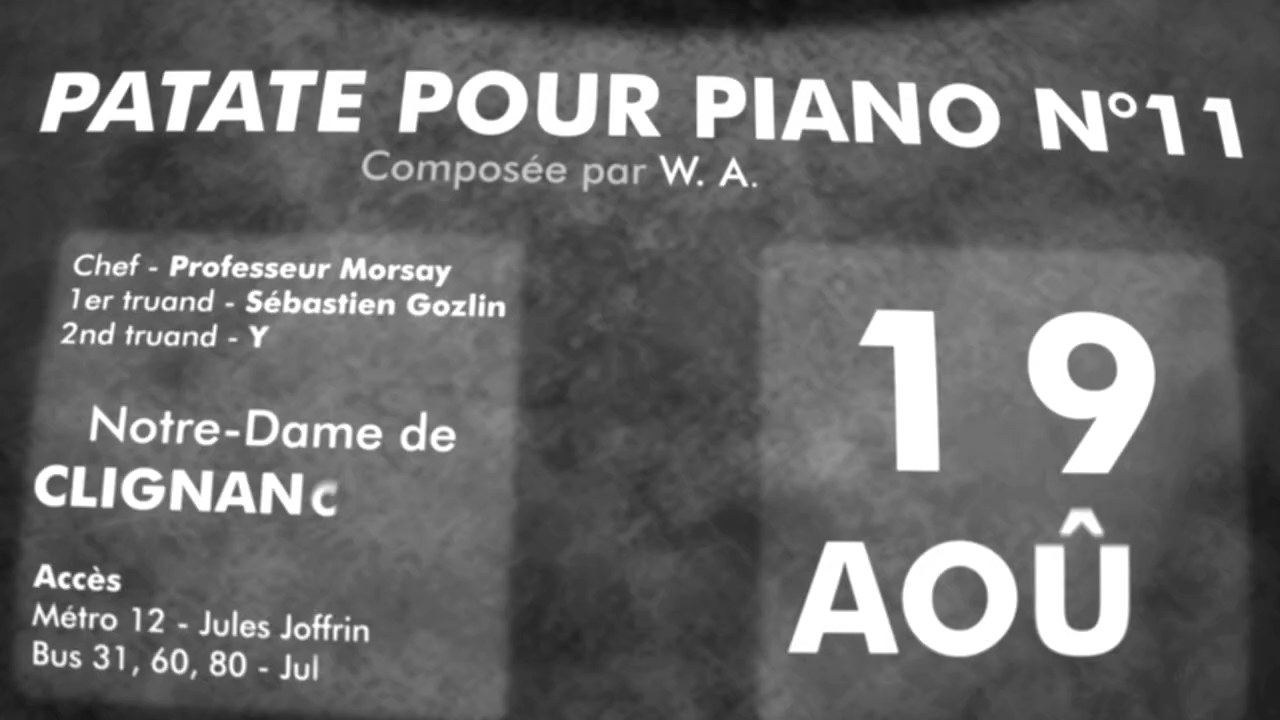 PATATE POUR PIANO N°11
Composée par W. A.
Chef - Professeur Morsay
1er truand - Sébastien Gozlin
2nd truand - Y
Notre-Dame de
CLIGNANC
Accès
Métro 12 - Jules Joffrin
Bus 31, 60, 80 - Jul
19
AOÛ